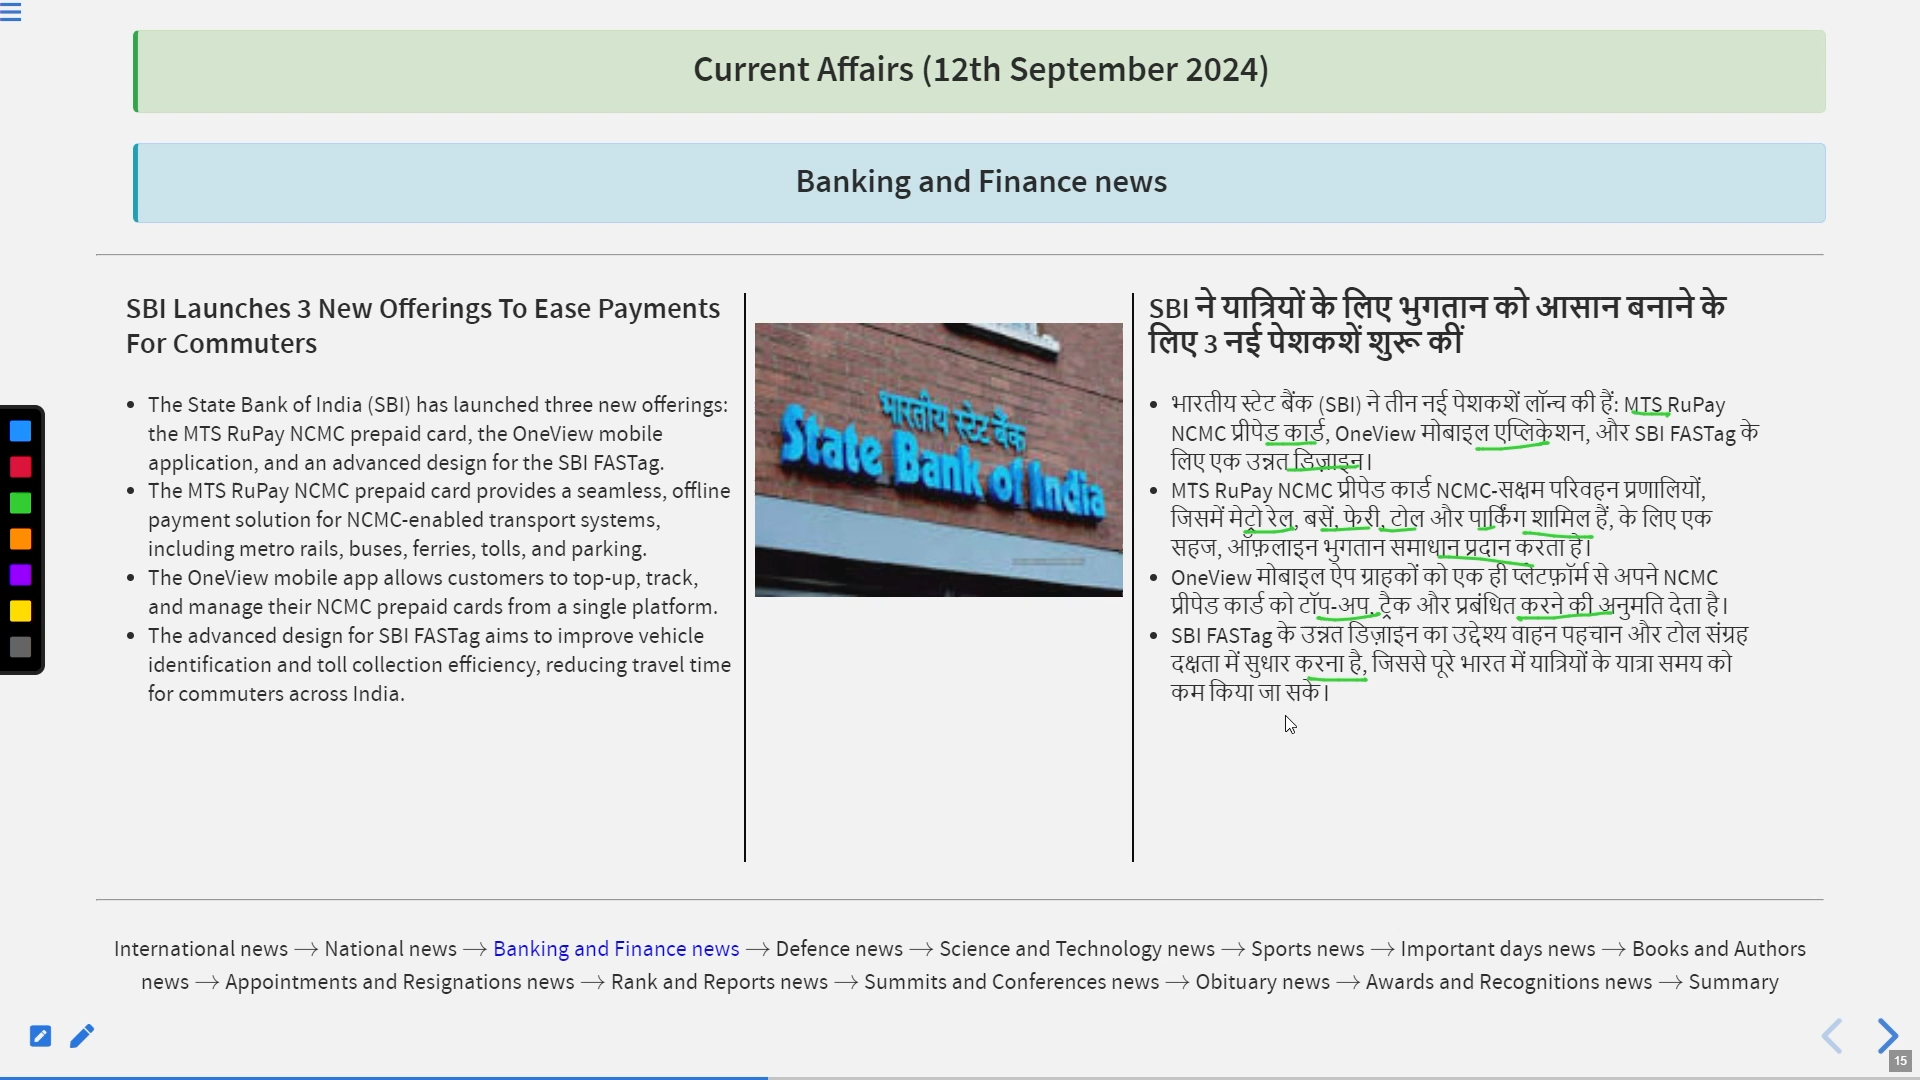 Current Affairs (12th September 2024)
Banking and Finance news
SBI Launches 3 New Offerings To Ease Payments
For Commuters
• The State Bank of India (SBI) has launched three new offerings:
the MTS RuPay NCMC prepaid card, the OneView mobile
application, and an advanced design for the SBI FASTag.
• The MTS RuPay NCMC prepaid card provides a seamless, offline
payment solution for NCMC-enabled transport systems,
including metro rails, buses, ferries, tolls, and parking.
• The OneView mobile app allows customers to top-up, track,
and manage their NCMC prepaid cards from a single platform.
• The advanced design for SBI FASTag aims to improve vehicle
identification and toll collection efficiency, reducing travel time
for commuters across India.
भारतीय स्टेट बैंक
State Bank of India
SBI ने यात्रियों के लिए भुगतान को आसान बनाने के
लिए 3 नई पेशकशें शुरू कीं
• भारतीय स्टेट बैंक (SBI) ने तीन नई पेशकशें लॉन्च की हैं: MTS RuPay
NCMC प्रीपेड कार्ड, OneView मोबाइल एप्लिकेशन, और SBI FASTag के
लिए एक उन्नत डिज़ाइन।
• MTS RuPay NCMC प्रीपेड कार्ड NCMC-सक्षम परिवहन प्रणालियों,
जिसमें मेट्रो रेल, बसें, फेरी, टोल और पार्किंग शामिल हैं, के लिए एक
सहज, ऑफ़लाइन भुगतान समाधान प्रदान करता है।
• OneView मोबाइल ऐप ग्राहकों को एक ही प्लेटफ़ॉर्म से अपने NCMC
प्रीपेड कार्ड को टॉप-अप, ट्रैक और प्रबंधित करने की अनुमति देता है।
• SBI FASTag के उन्नत डिज़ाइन का उद्देश्य वाहन पहचान और टोल संग्रह
दक्षता में सुधार करना है, जिससे पूरे भारत में यात्रियों के यात्रा समय को
कम किया जा सके।
International news → National news → Banking and Finance news → Defence news → Science and Technology news → Sports news → Important days news → Books and Authors
news → Appointments and Resignations news → Rank and Reports news → Summits and Conferences news → Obituary news → Awards and Recognitions news → Summary
15